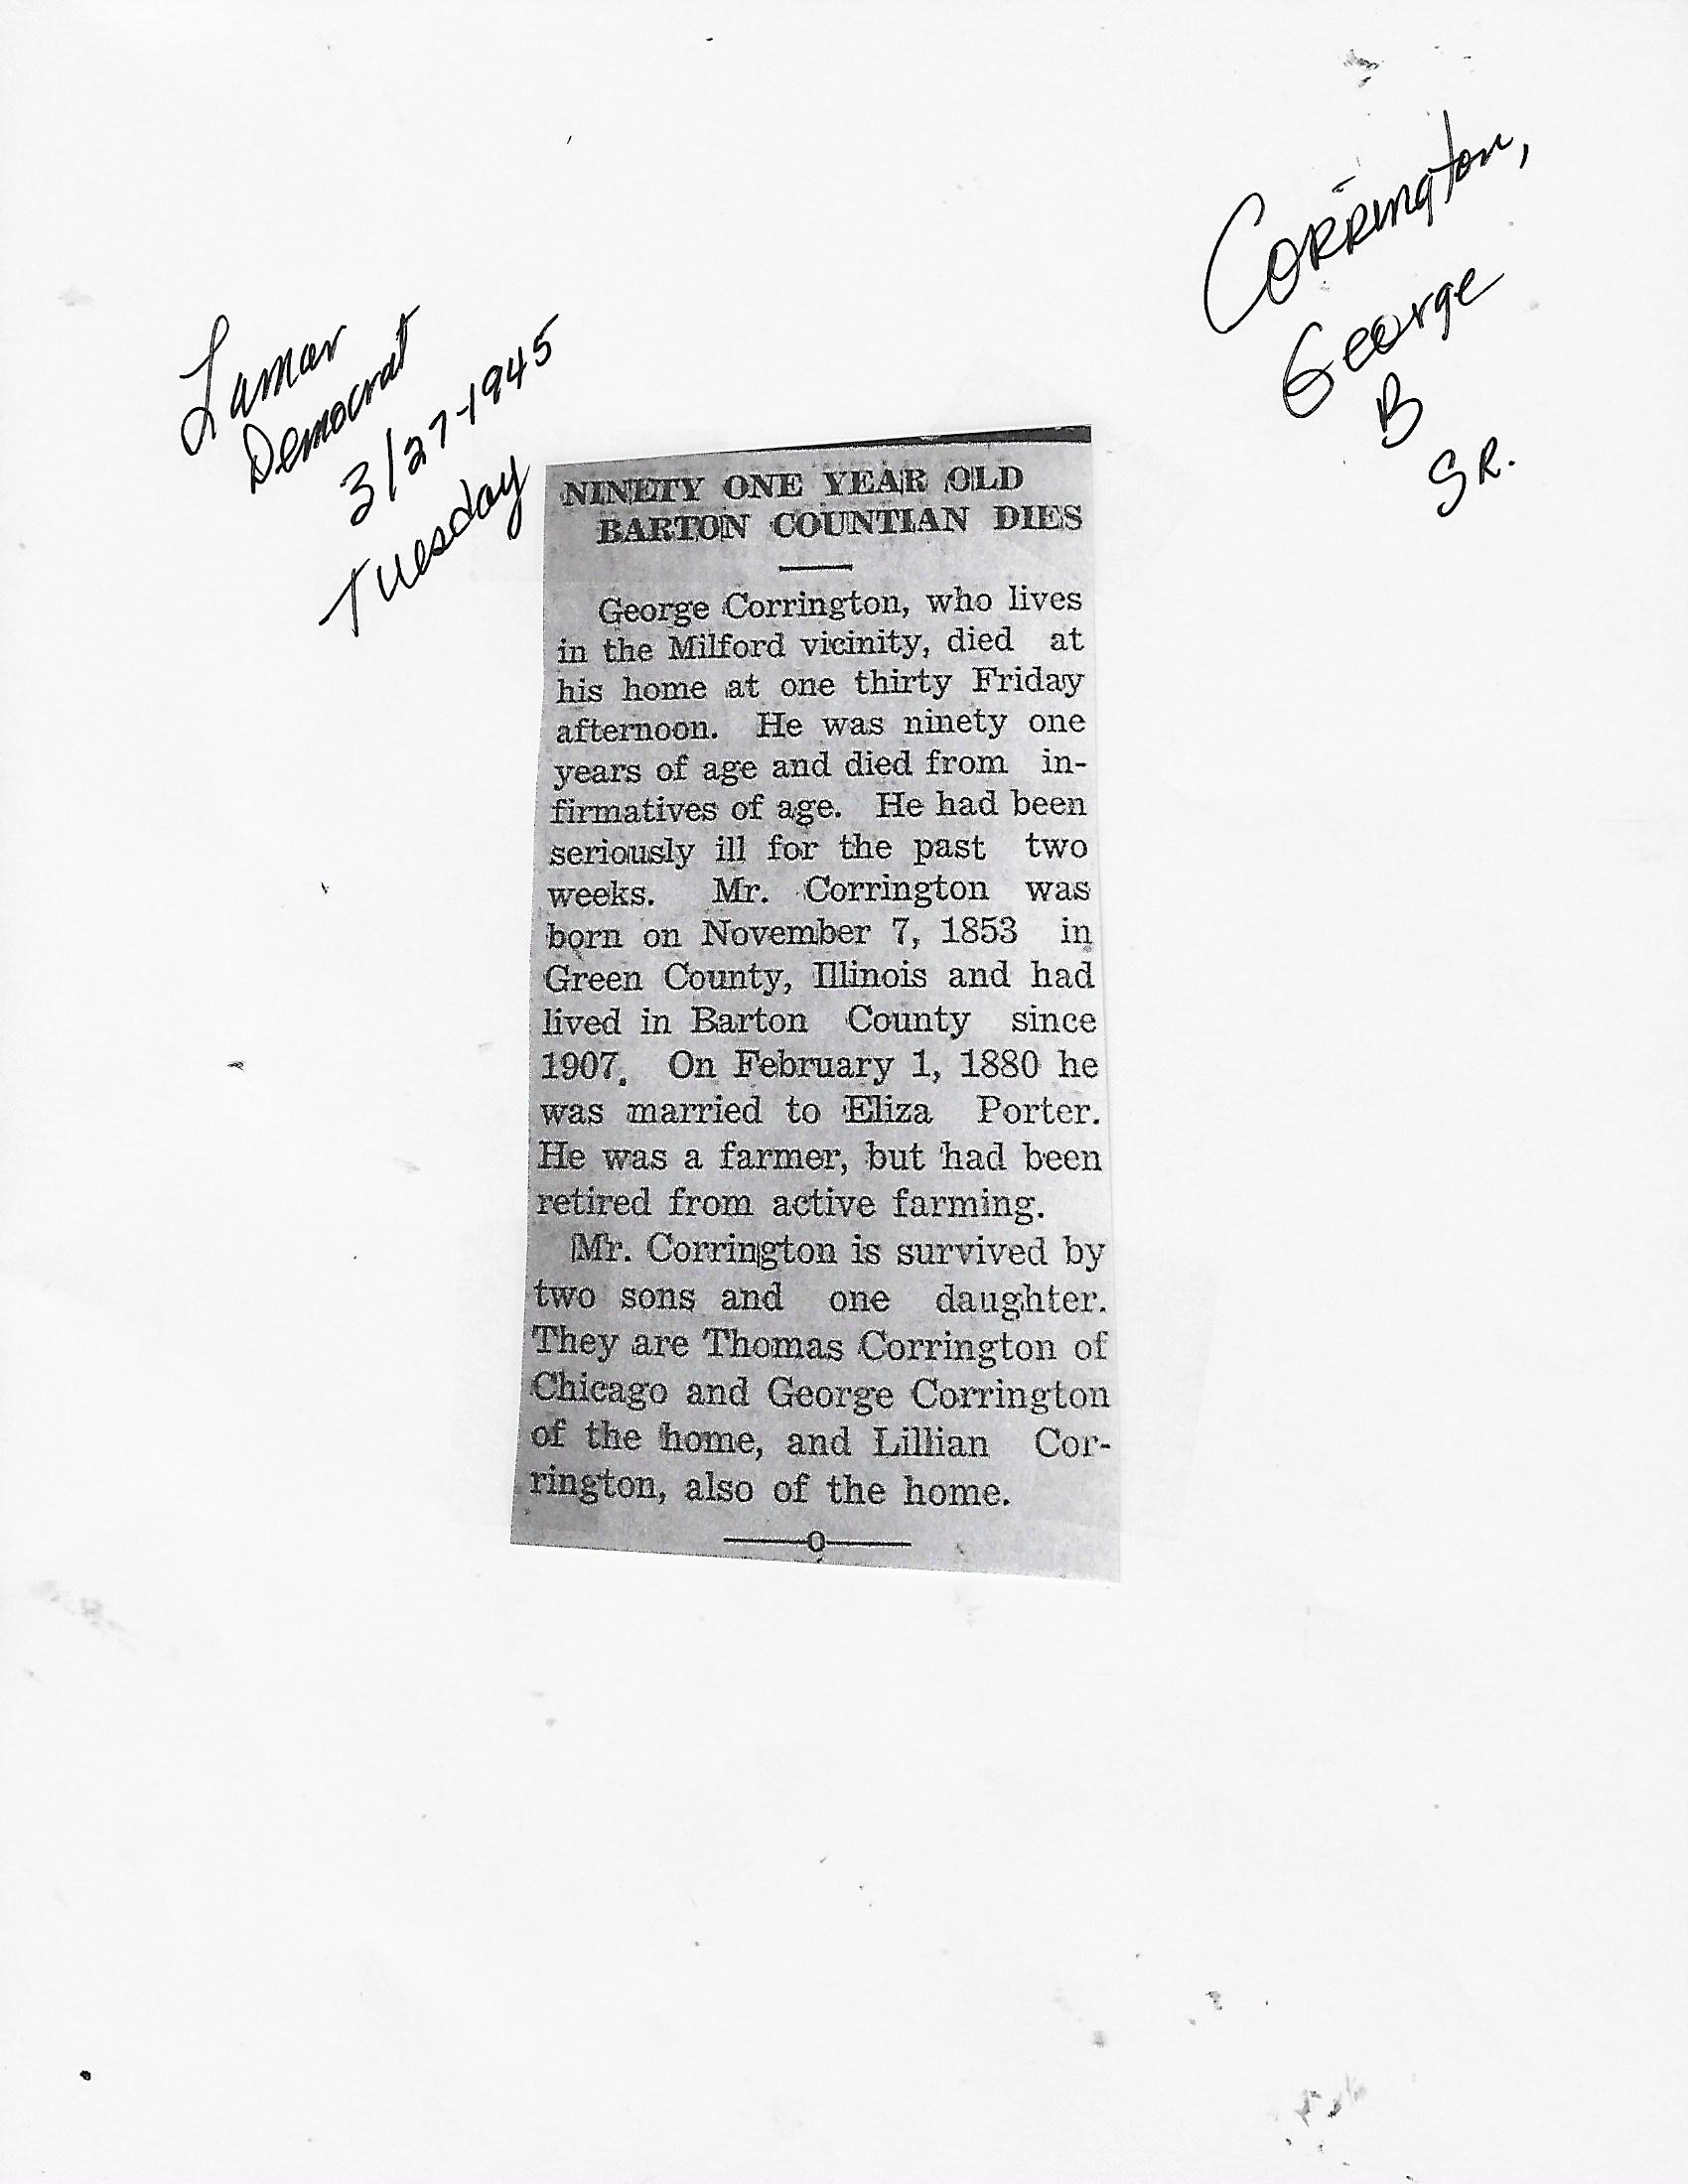 Corrington,
George
B
Sr.
Lamar
Democrat
3/27-1945
Tuesday
NINETY ONE YEAR OLD
BARTON COUNTIAN DIES
George Corrington, who lives
in the Milford vicinity, died at
his home at one thirty Friday
afternoon. He was ninety one
years of age and died from in-
firmatives of age. He had been
seriously ill for the past two
weeks. Mr. Corrington was
born on November 7, 1853 in
Green County, Illinois and had
lived in Barton County since
1907. On February 1, 1880 he
was married to Eliza Porter.
He was a farmer, but had been
retired from active farming.
Mr. Corrington is survived by
two sons and one daughter.
They are Thomas Corrington of
Chicago and George Corrington
of the home, and Lillian Cor-
rington, also of the home.